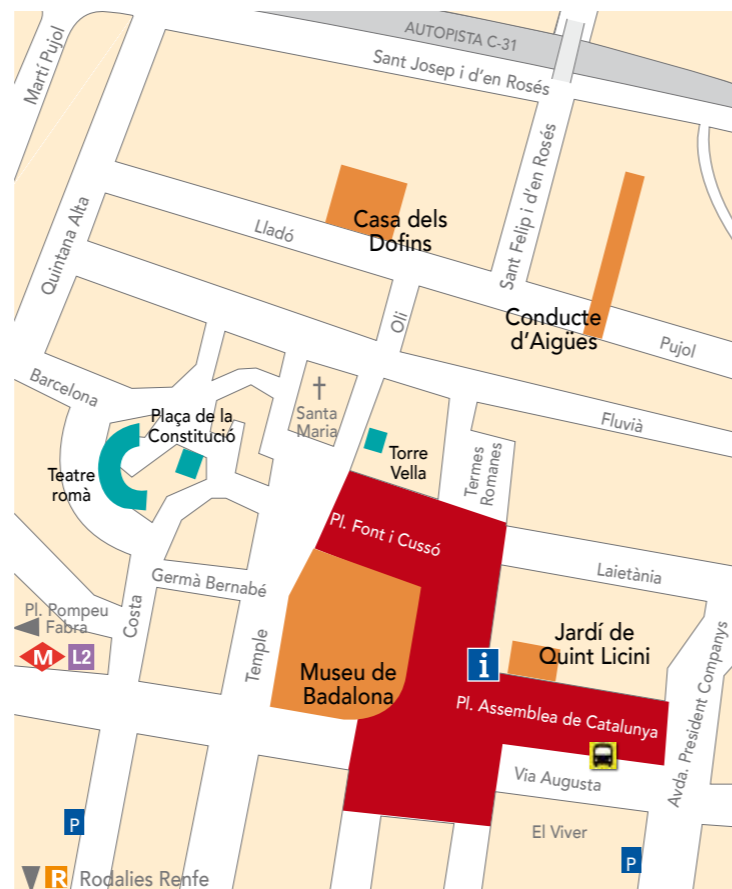 AUTOPISTA C-31
Martí Pujol
Sant Josep i d'en Rosés
Sant Felip i d'en Rosés
Quintana Alta
Casa dels
Dofins
Lladó
Oli
Conducte
d'Aigües
Pujol
Barcelona
Plaça de la
Constitució
Santa
Maria
Fluvià
Teatre
romà
Torre
Vella
Termes
Romanes
Pl. Font i Cussó
Germà Bernabé
Laietània
Pl. Pompeu
Fabra
M L2
Costa
Temple
Museu de
Badalona
i
Jardí de
Quint Licini
Pl. Assemblea de Catalunya
Avda. President Companys
Via Augusta
P
El Viver
P
R Rodalies Renfe